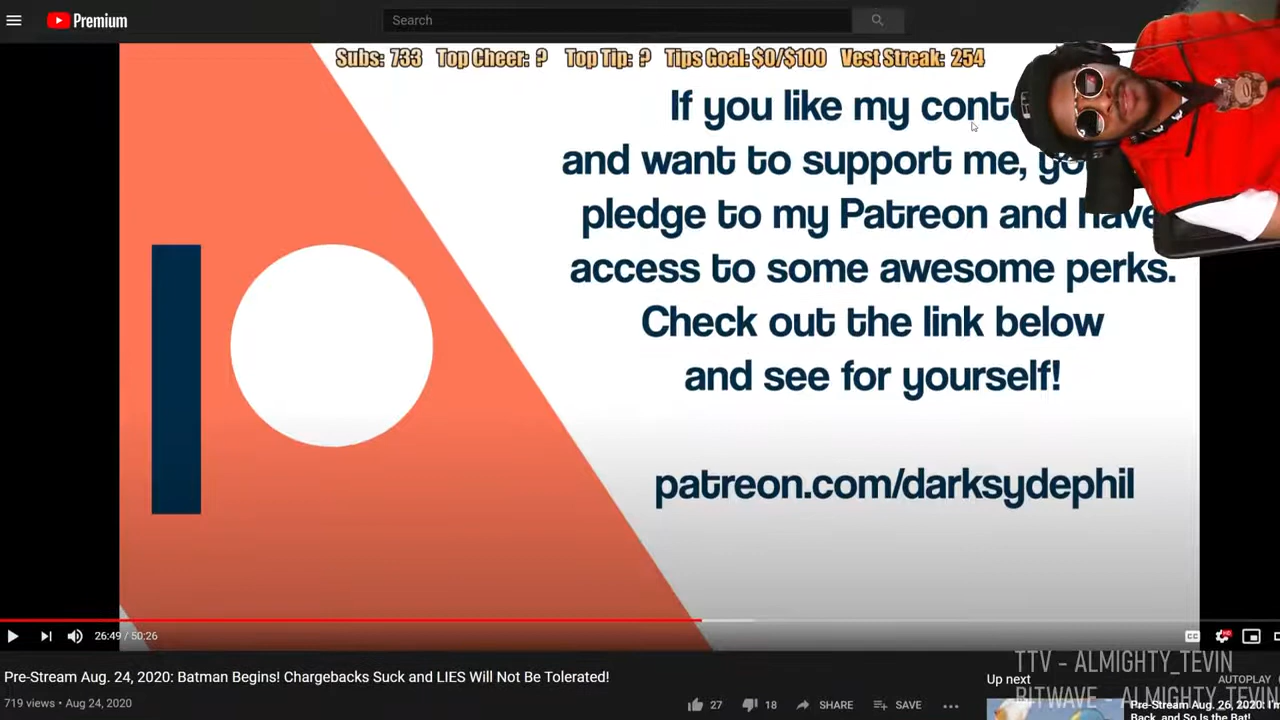 Premium
Search
Subs: 733 Top Cheer: ? Top Tip: ? Tips Goal: $0/$100 Vest Streak: 254
If you like my conte
and want to support me, yo
pledge to my Patreon and have
access to some awesome perks.
Check out the link below
and see for yourself!
patreon.com/darksydephil
26:49 / 50:26
CC
HD
Pre-Stream Aug. 24, 2020: Batman Begins! Chargebacks Suck and LIES Will Not Be Tolerated!
719 views • Aug 24, 2020
27
18
SHARE
SAVE
TTV - ALMIGHTY_TEVIN
Up next
AUTOPLAY
BITWAVE - ALMIGHTY_TEVIN
Pre-Stream Aug. 26, 2020: I'm
Back, and So Is the Bat!